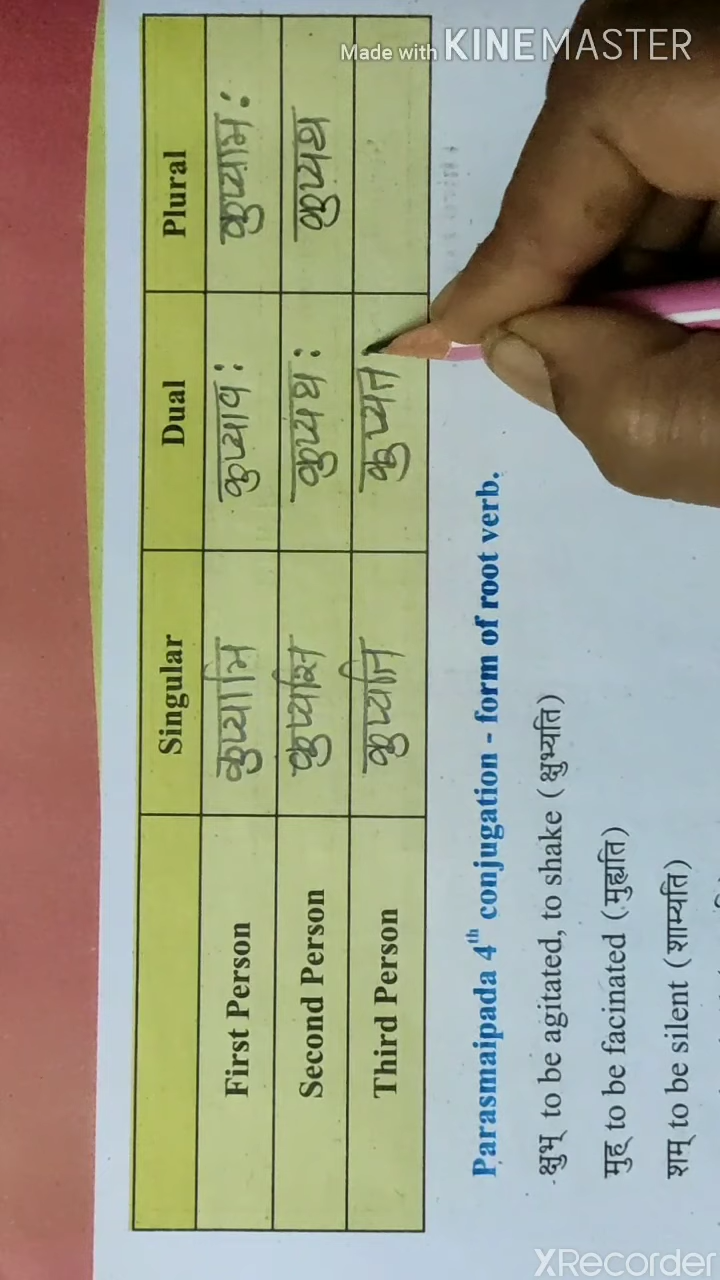 Made with KINEMASTER
Singular Dual Plural
First Person कुप्यामि कुप्यावः कुप्यामः
Second Person कुप्यसि कुप्यथः कुप्यथ
Third Person कुप्यति कुप्यत
Parasmaipada 4th conjugation - form of root verb.
क्षुभ् to be agitated, to shake ( क्षुभ्यति)
मुह् to be facinated ( मुह्यति)
शम् to be silent ( शाम्यति)
XRecorder